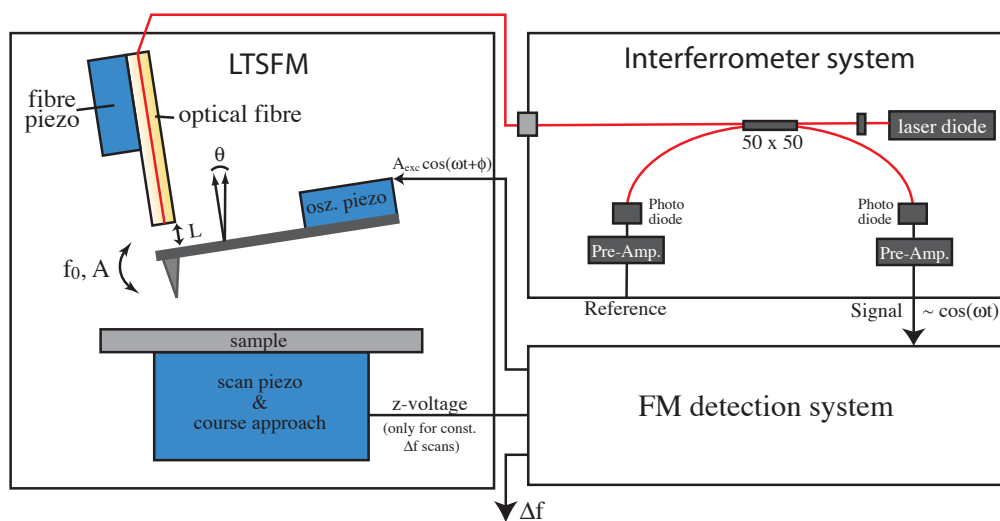 LTSFM
Interferrometer system
fibre
piezo
optical fibre
θ
A_exc cos(ωt+ϕ)
osz. piezo
L
f₀, A
laser diode
50 x 50
Photo
diode
Photo
diode
Pre-Amp.
Pre-Amp.
Reference
Signal
~ cos(ωt)
sample
scan piezo
&
course approach
z-voltage
(only for const.
Δf scans)
FM detection system
Δf